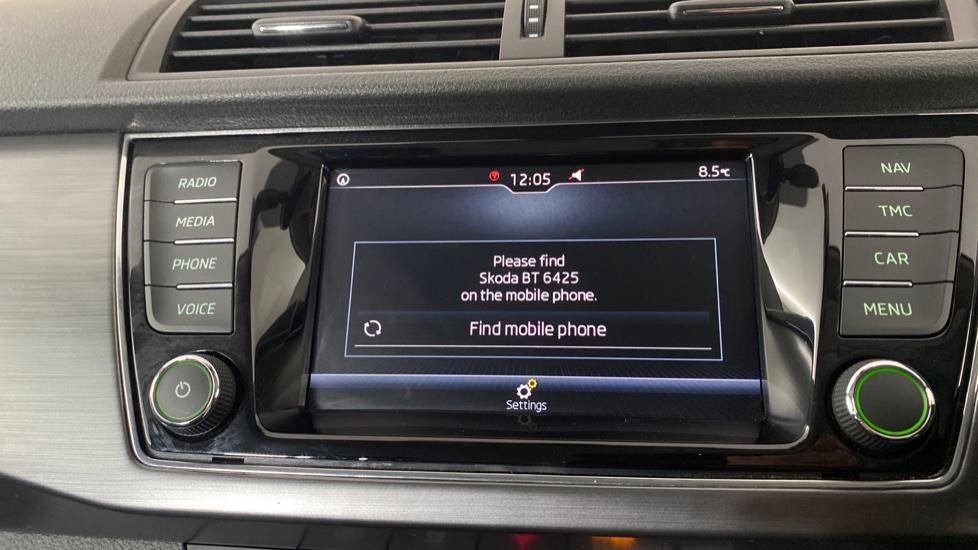 RADIO
MEDIA
PHONE
VOICE
12:05
8.5°C
Please find
Skoda BT 6425
on the mobile phone.
Find mobile phone
Settings
NAV
TMC
CAR
MENU